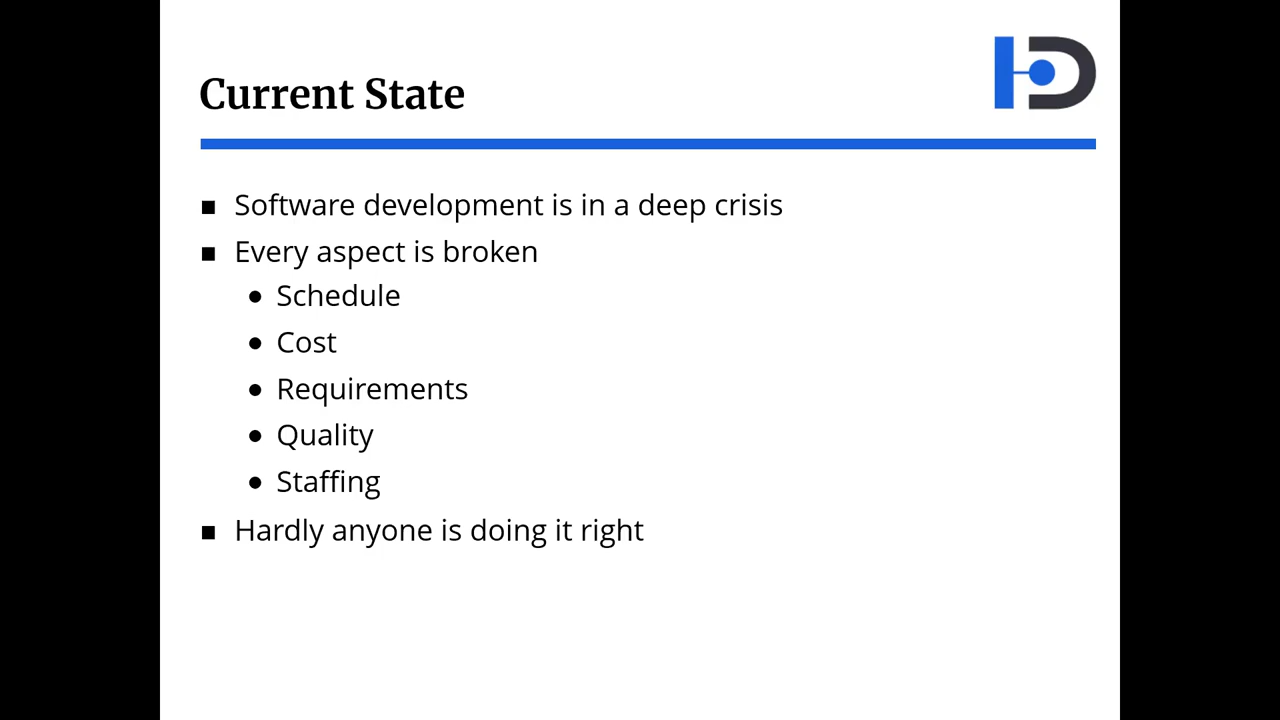 Current State
■ Software development is in a deep crisis
■ Every aspect is broken
● Schedule
● Cost
● Requirements
● Quality
● Staffing
■ Hardly anyone is doing it right